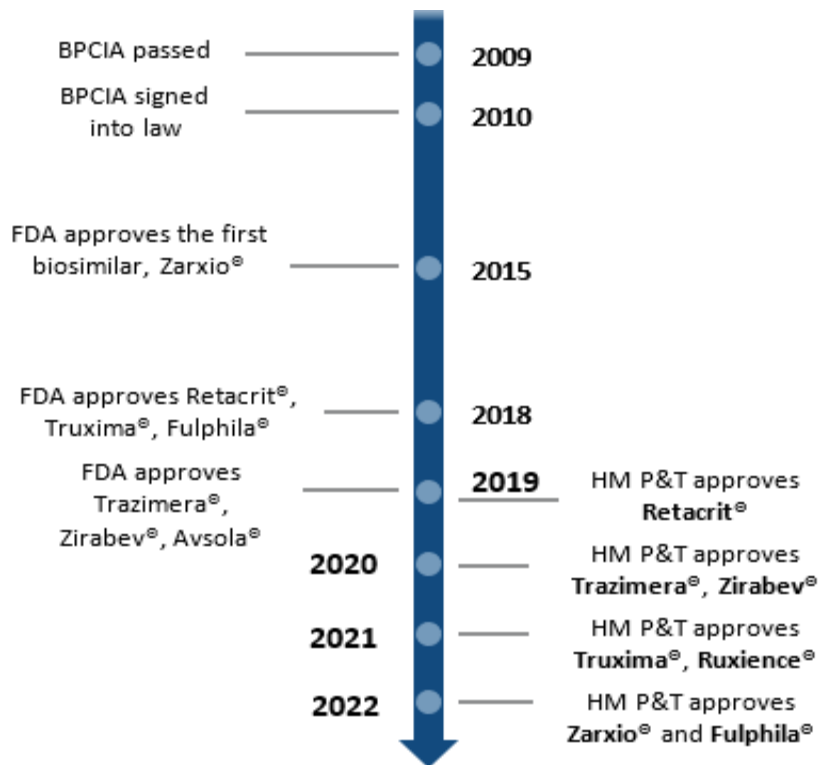 BPCIA passed
2009
BPCIA signed
into law
2010
FDA approves the first
biosimilar, Zarxio®
2015
FDA approves Retacrit®,
Truxima®, Fulphila®
2018
FDA approves
Trazimera®,
Zirabev®, Avsola®
2019
HM P&T approves
Retacrit®
2020
HM P&T approves
Trazimera®, Zirabev®
2021
HM P&T approves
Truxima®, Ruxience®
2022
HM P&T approves
Zarxio® and Fulphila®